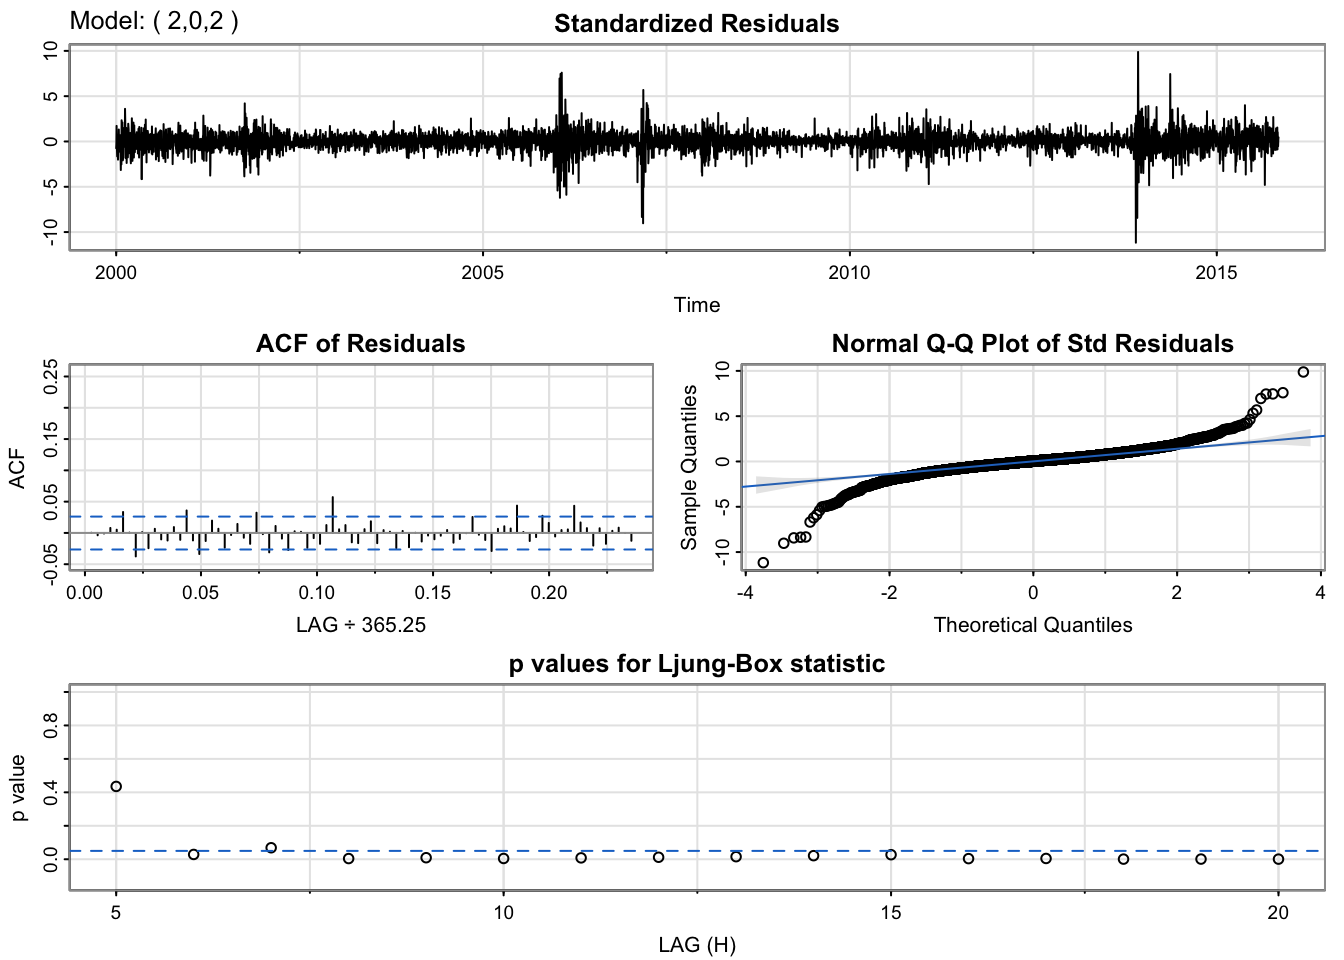 Model: ( 2,0,2 )
Standardized Residuals
10
5
0
-5
-10
2000 2005 2010 2015
Time
ACF of Residuals
ACF
0.25
0.15
0.05
-0.05
0.00 0.05 0.10 0.15 0.20
LAG ÷ 365.25
Normal Q-Q Plot of Std Residuals
Sample Quantiles
10
5
0
-5
-10
-4 -2 0 2 4
Theoretical Quantiles
p values for Ljung-Box statistic
p value
0.8
0.4
0.0
5 10 15 20
LAG (H)